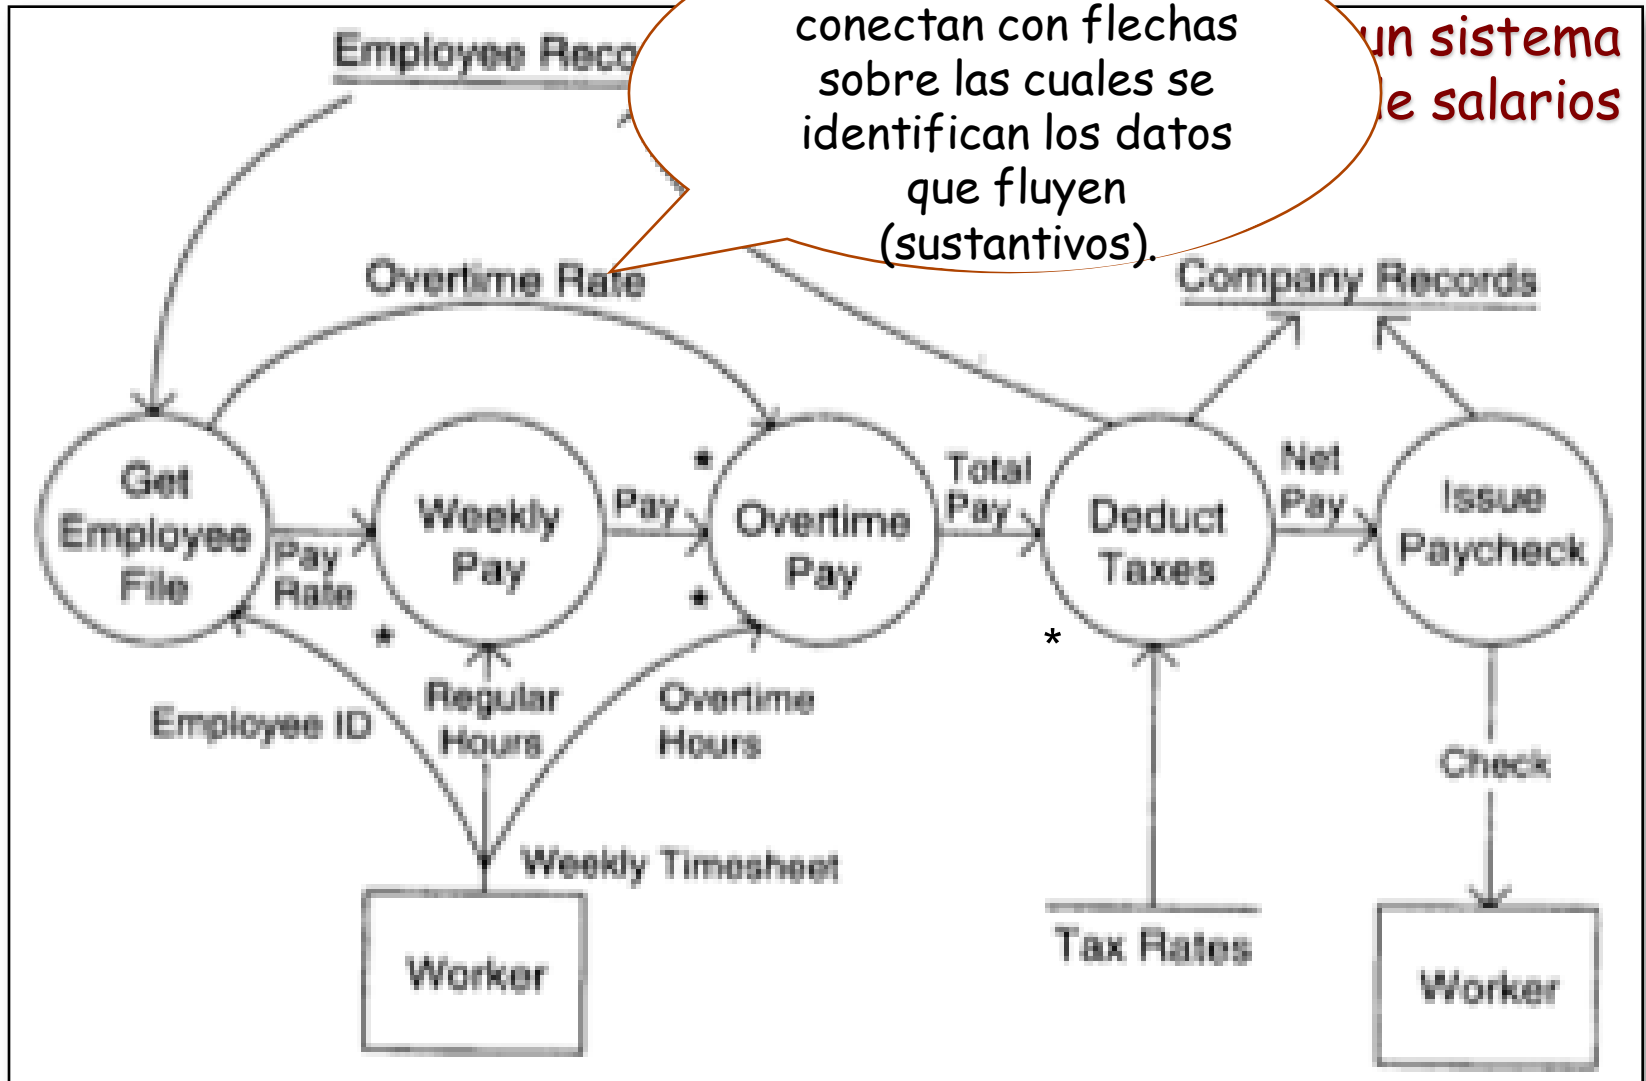 conectan con flechas
sobre las cuales se
identifican los datos
que fluyen
(sustantivos).
un sistema
salarios
Employee
Overtime Rate
Company Records
Get
Employee
File
Pay
Rate
Weekly
Pay
Pay
*
Overtime
Pay
*
Total
Pay
Deduct
Taxes
Net
Pay
Issue
Paycheck
*
*
Employee ID
Regular
Hours
Overtime
Hours
Check
Weekly Timesheet
Worker
Tax Rates
Worker